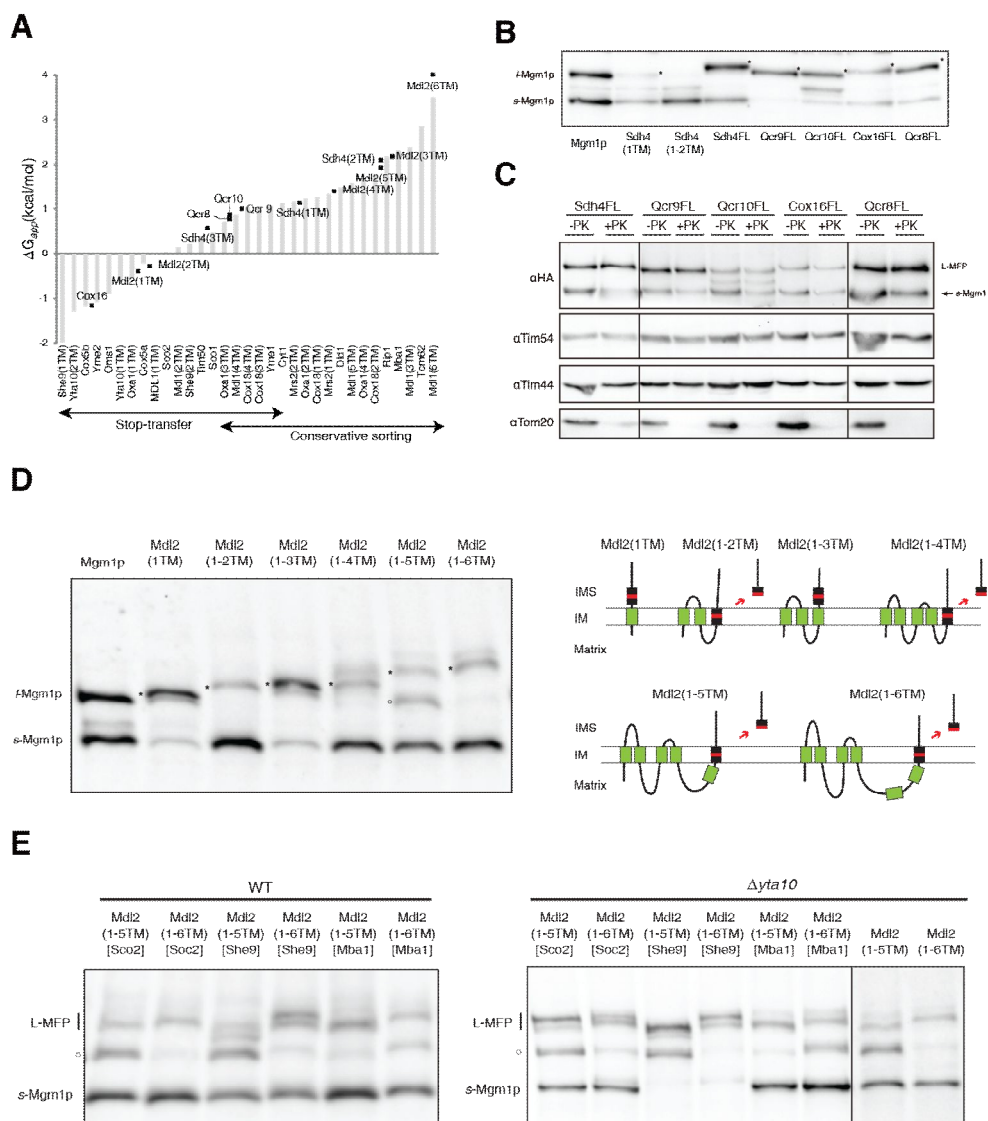 A
ΔGapp(kcal/mol)
4
3
2
1
0
-1
-2
Mdl2(6TM)
Sdh4(2TM)
Mdl2(3TM)
Mdl2(5TM)
Mdl2(4TM)
Qcr10
Qcr8
Qcr 9
Sdh4(1TM)
Sdh4(3TM)
Mdl2(2TM)
Mdl2(1TM)
Cox16
She9(1TM)
Yta10(2TM)
Cox5b
Yme2
Oms1
Yta10(1TM)
Oxa1(1TM)
Cox5a
MDL1(1TM)
Sco2
Mdl1(2TM)
She9(2TM)
Tim50
Sco1
Oxa1(3TM)
Mdl1(4TM)
Cox18(4TM)
Cox18(3TM)
Yme1
Cyt1
Mrs2(2TM)
Oxa1(2TM)
Cox18(1TM)
Mrs2(1TM)
Dld1
Mdl1(5TM)
Oxa1(4TM)
Cox18(2TM)
Rip1
Mba1
Mdl1(3TM)
Tcm62
Mdl1(6TM)
Stop-transfer
Conservative sorting
B
l-Mgm1p
s-Mgm1p
Mgm1p Sdh4 (1TM) Sdh4 (1-2TM) Sdh4FL Qcr9FL Qcr10FL Cox16FL Qcr8FL
C
Sdh4FL Qcr9FL Qcr10FL Cox16FL Qcr8FL
-PK +PK -PK +PK -PK +PK -PK +PK -PK +PK
αHA
L-MFP
← s-Mgm1
αTim54
αTim44
αTom20
D
Mgm1p Mdl2 (1TM) Mdl2 (1-2TM) Mdl2 (1-3TM) Mdl2 (1-4TM) Mdl2 (1-5TM) Mdl2 (1-6TM)
l-Mgm1p
s-Mgm1p
Mdl2(1TM) Mdl2(1-2TM) Mdl2(1-3TM) Mdl2(1-4TM)
IMS
IM
Matrix
Mdl2(1-5TM) Mdl2(1-6TM)
IMS
IM
Matrix
E
WT
Mdl2 Mdl2 Mdl2 Mdl2 Mdl2 Mdl2
(1-5TM) (1-6TM) (1-5TM) (1-6TM) (1-5TM) (1-6TM)
[Sco2] [Soc2] [She9] [She9] [Mba1] [Mba1]
L-MFP
s-Mgm1p
Δyta10
Mdl2 Mdl2 Mdl2 Mdl2 Mdl2 Mdl2
(1-5TM) (1-6TM) (1-5TM) (1-6TM) (1-5TM) (1-6TM) Mdl2 Mdl2
[Sco2] [Soc2] [She9] [She9] [Mba1] [Mba1] (1-5TM) (1-6TM)
L-MFP
s-Mgm1p